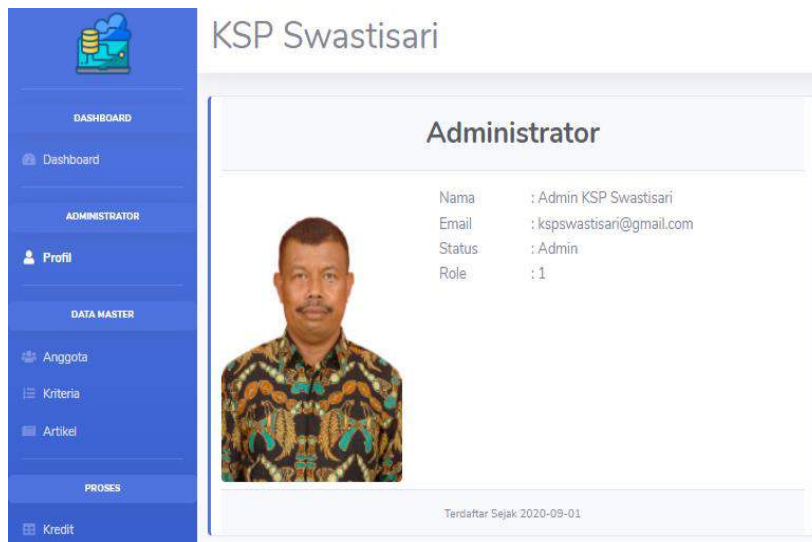 KSP Swastisari
DASHBOARD
Dashboard
ADMINISTRATOR
Profil
DATA MASTER
Anggota
Kriteria
Artikel
PROSES
Kredit
Administrator
Nama : Admin KSP Swastisari
Email : kspswastisari@gmail.com
Status : Admin
Role : 1
Terdaftar Sejak 2020-09-01